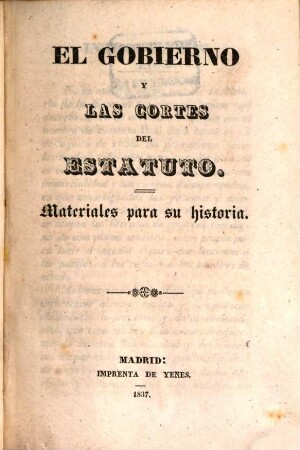 EL GOBIERNO
Y
LAS CORTES
DEL
ESTATUTO.
Materiales para su historia.
MADRID:
IMPRENTA DE YENES.
1837.